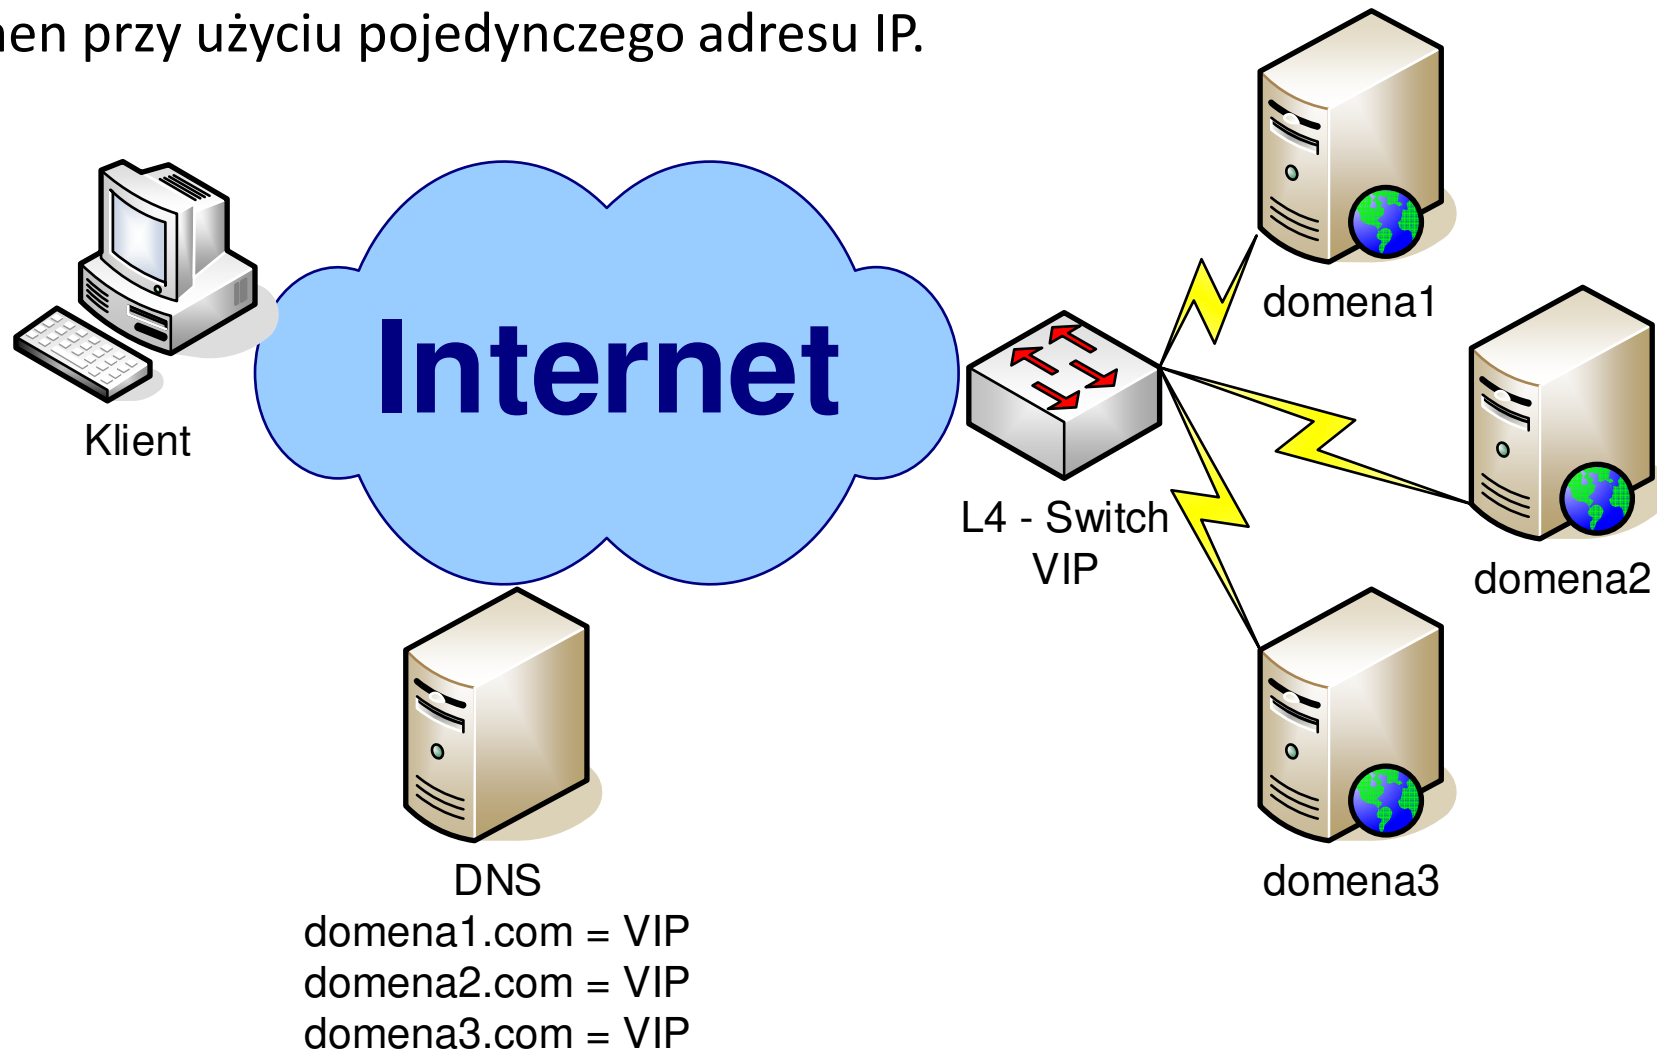 przy użyciu pojedynczego adresu IP.
Internet
Klient
domena1
L4 - Switch
VIP
domena2
domena3
DNS
domena1.com = VIP
domena2.com = VIP
domena3.com = VIP